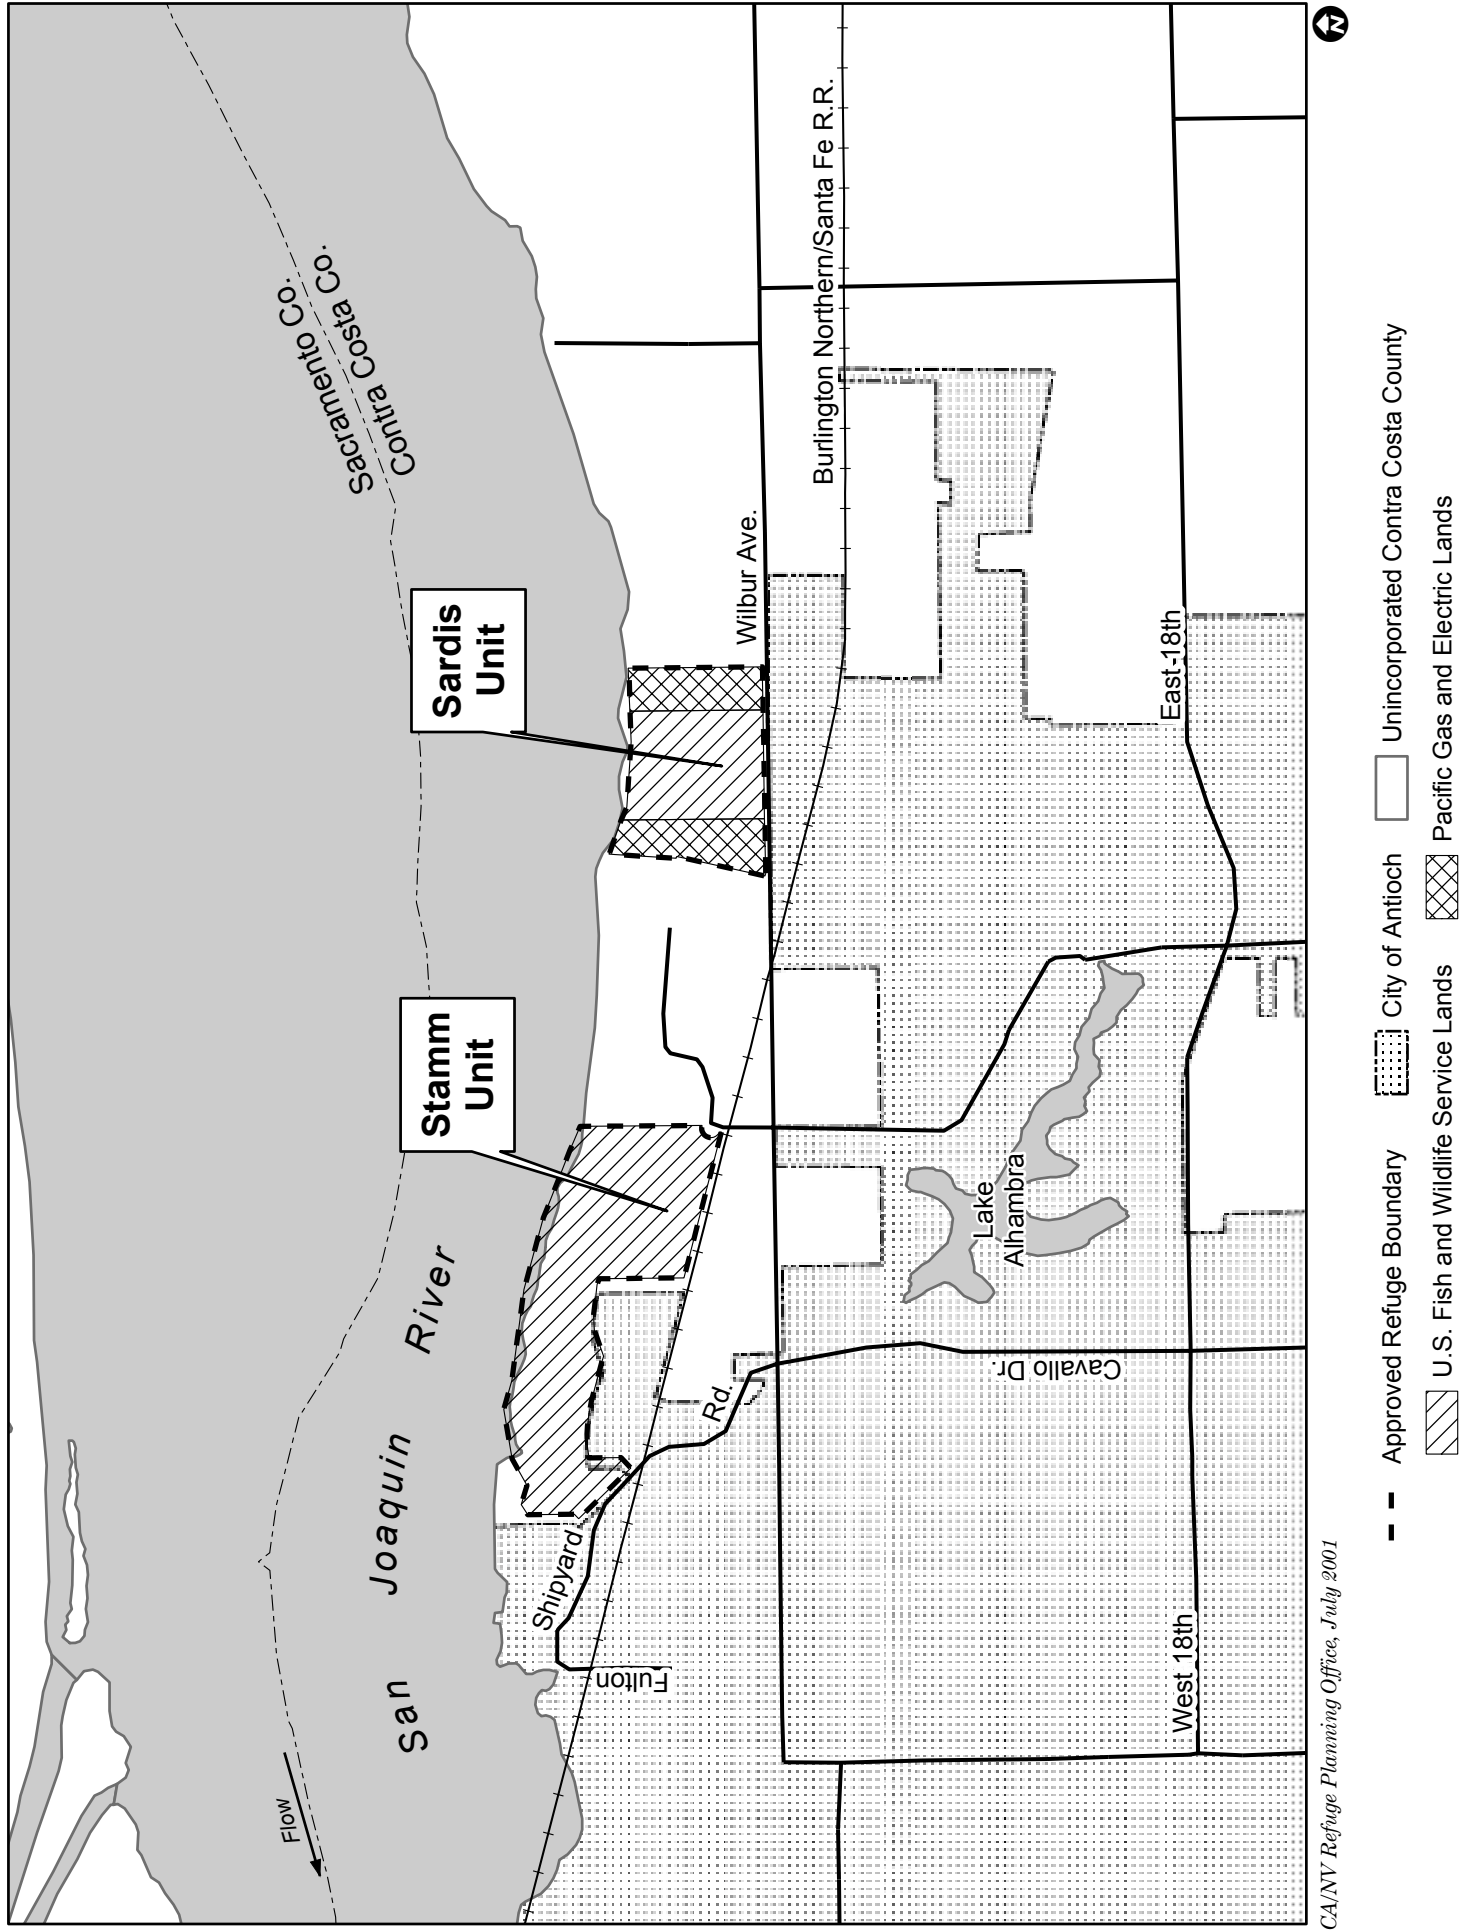 Sacramento Co.
Contra Costa Co.
Flow
San Joaquin River
Stamm
Unit
Sardis
Unit
Wilbur Ave.
Burlington Northern/Santa Fe R.R.
Fulton
Shipyard
Rd.
Cavallo Dr.
Lake
Alhambra
West 18th
East 18th
CA/NV Refuge Planning Office, July 2001
N
Approved Refuge Boundary
City of Antioch
Unincorporated Contra Costa County
U.S. Fish and Wildlife Service Lands
Pacific Gas and Electric Lands